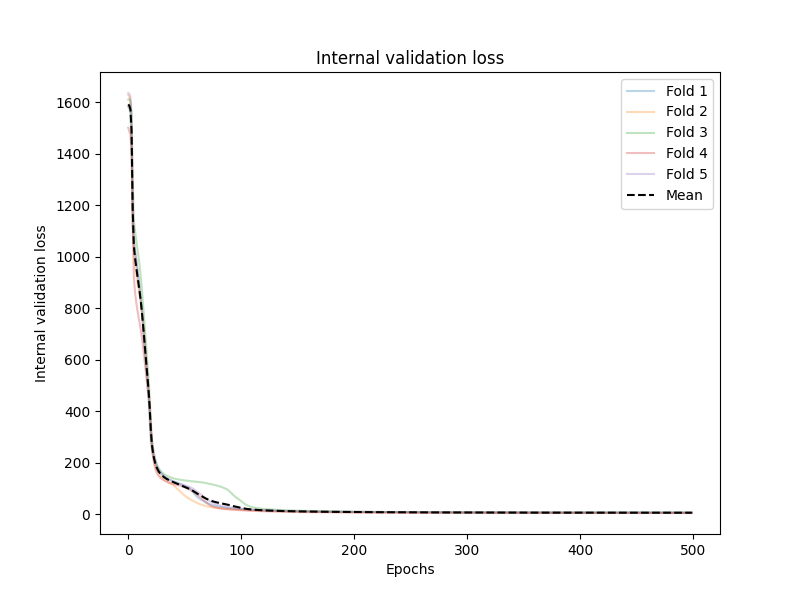 Internal validation loss
Fold 1
Fold 2
Fold 3
Fold 4
Fold 5
Mean
Internal validation loss
1600
1400
1200
1000
800
600
400
200
0
0 100 200 300 400 500
Epochs